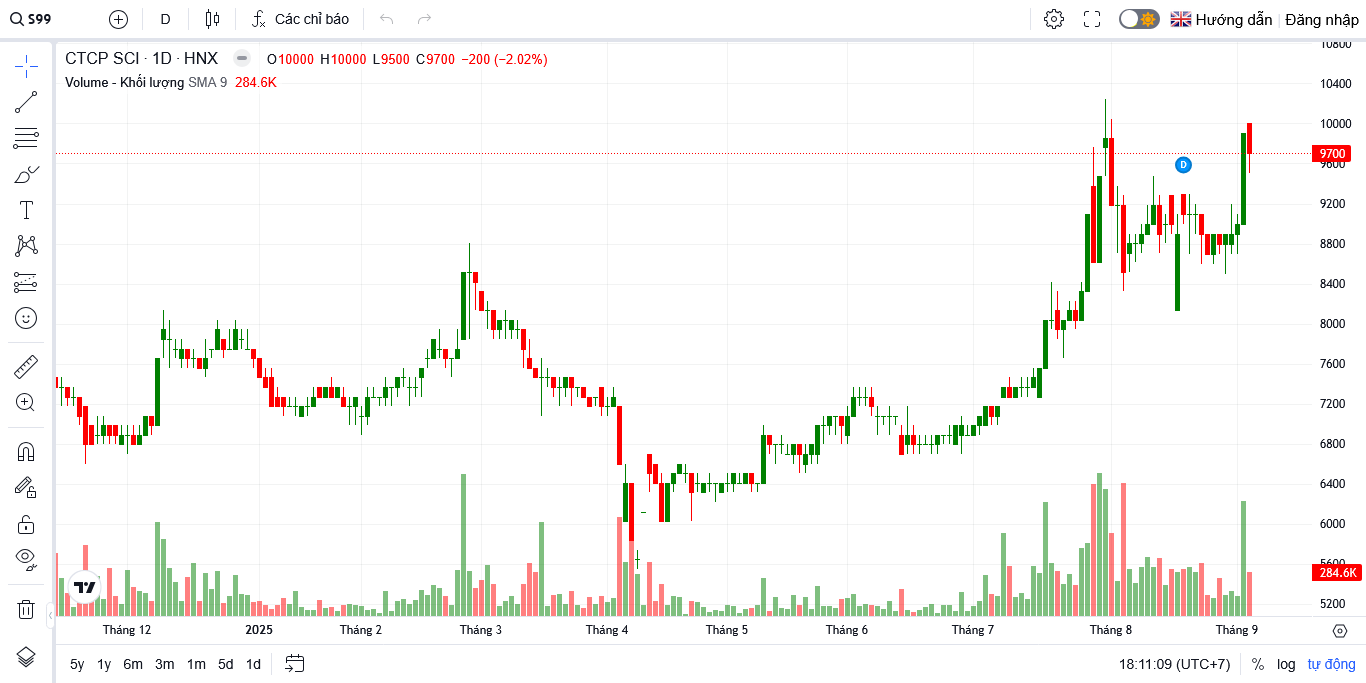 S99 D Các chỉ báo Hướng dẫn Đăng nhập
CTCP SCI · 1D · HNX O10000 H10000 L9500 C9700 −200 (−2.02%)
Volume - Khối lượng SMA 9 284.6K
10800
10400
10000
9700
9600
9200
8800
8400
8000
7600
7200
6800
6400
6000
5600
284.6K
5200
D
Tháng 12 2025 Tháng 2 Tháng 3 Tháng 4 Tháng 5 Tháng 6 Tháng 7 Tháng 8 Tháng 9
5y 1y 6m 3m 1m 5d 1d 18:11:09 (UTC+7) % log tự động